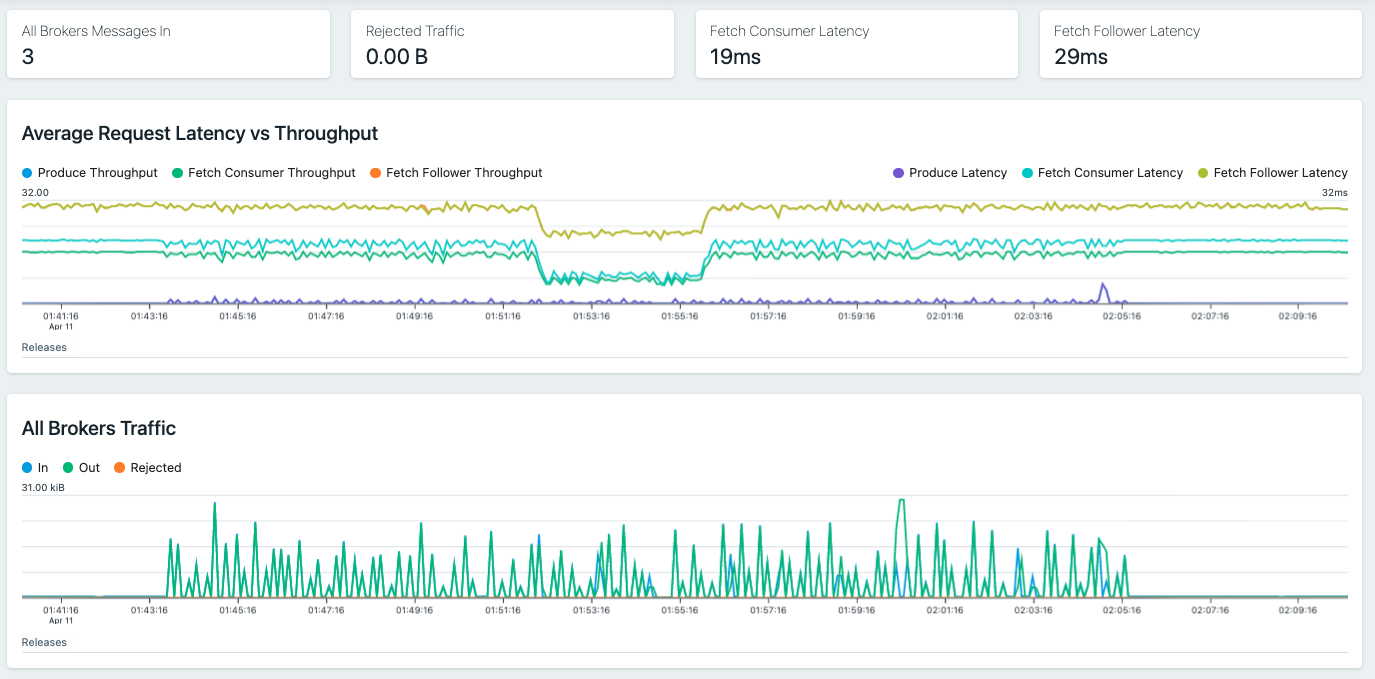 All Brokers Messages In
3
Rejected Traffic
0.00 B
Fetch Consumer Latency
19ms
Fetch Follower Latency
29ms
Average Request Latency vs Throughput
Produce Throughput Fetch Consumer Throughput Fetch Follower Throughput
Produce Latency Fetch Consumer Latency Fetch Follower Latency
32.00
32ms
01:41:16 01:43:16 01:45:16 01:47:16 01:49:16 01:51:16 01:53:16 01:55:16 01:57:16 01:59:16 02:01:16 02:03:16 02:05:16 02:07:16 02:09:16
Apr 11
Releases
All Brokers Traffic
In Out Rejected
31.00 kiB
01:41:16 01:43:16 01:45:16 01:47:16 01:49:16 01:51:16 01:53:16 01:55:16 01:57:16 01:59:16 02:01:16 02:03:16 02:05:16 02:07:16 02:09:16
Apr 11
Releases